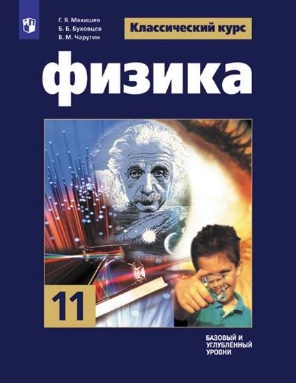 Г. Я. Мякишев
Б. Б. Буховцев
В. М. Чаругин
Классический курс
физика
11
БАЗОВЫЙ И
УГЛУБЛЁННЫЙ
УРОВНИ